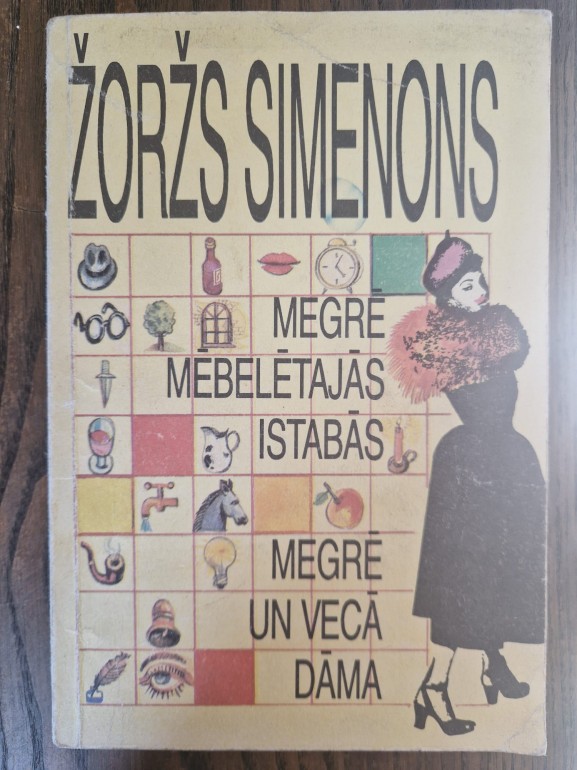 ŽORŽS SIMENONS
MEGRĒ
MĒBELĒTAJĀS
ISTABĀS
MEGRĒ
UN VECĀ
DĀMA